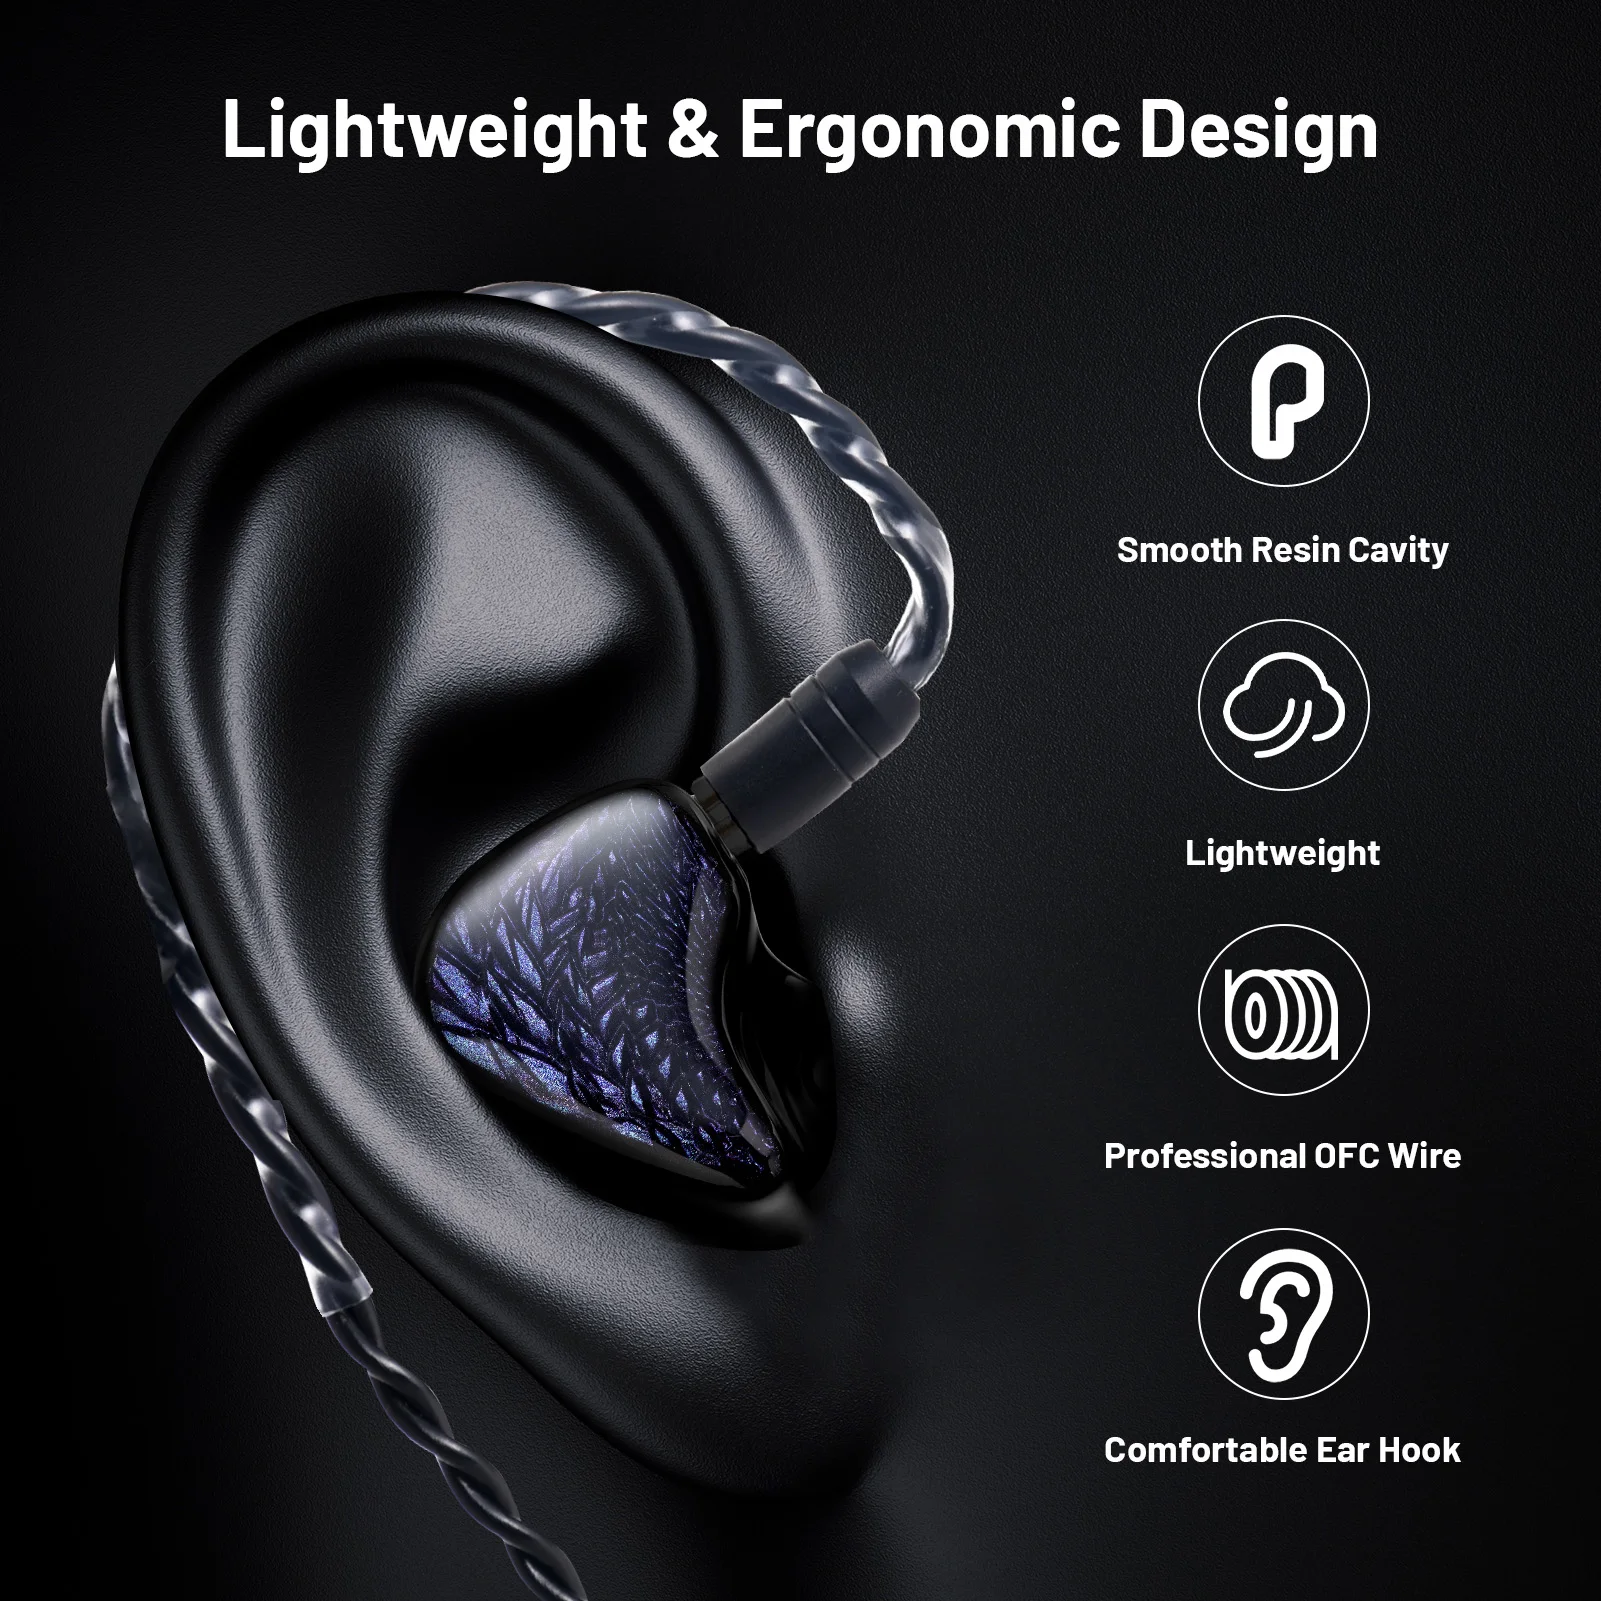 Lightweight & Ergonomic Design
Smooth Resin Cavity
Lightweight
Professional OFC Wire
Comfortable Ear Hook